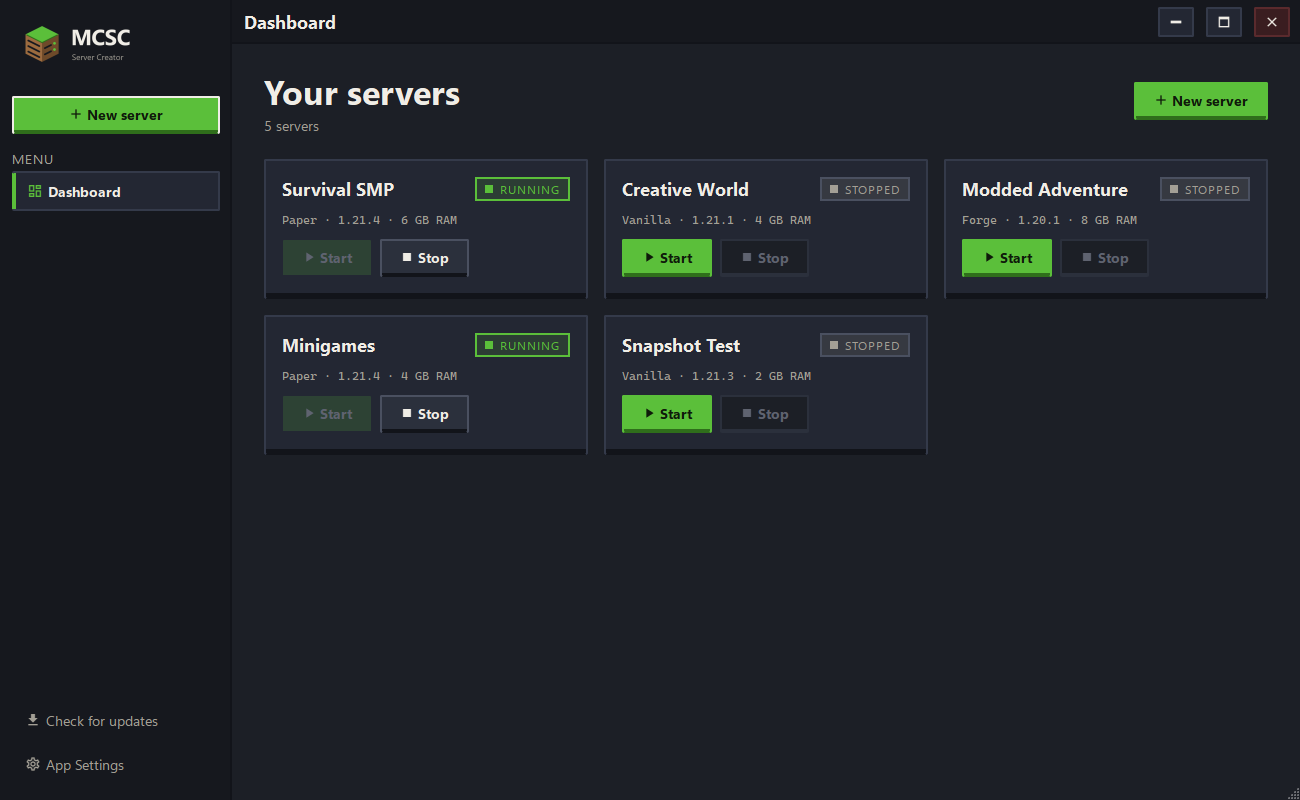 MCSC
Server Creator
+ New server
MENU
Dashboard
Check for updates
App Settings
Dashboard
Your servers
5 servers
+ New server
Survival SMP
RUNNING
Paper · 1.21.4 · 6 GB RAM
Start
Stop
Creative World
STOPPED
Vanilla · 1.21.1 · 4 GB RAM
Start
Stop
Modded Adventure
STOPPED
Forge · 1.20.1 · 8 GB RAM
Start
Stop
Minigames
RUNNING
Paper · 1.21.4 · 4 GB RAM
Start
Stop
Snapshot Test
STOPPED
Vanilla · 1.21.3 · 2 GB RAM
Start
Stop